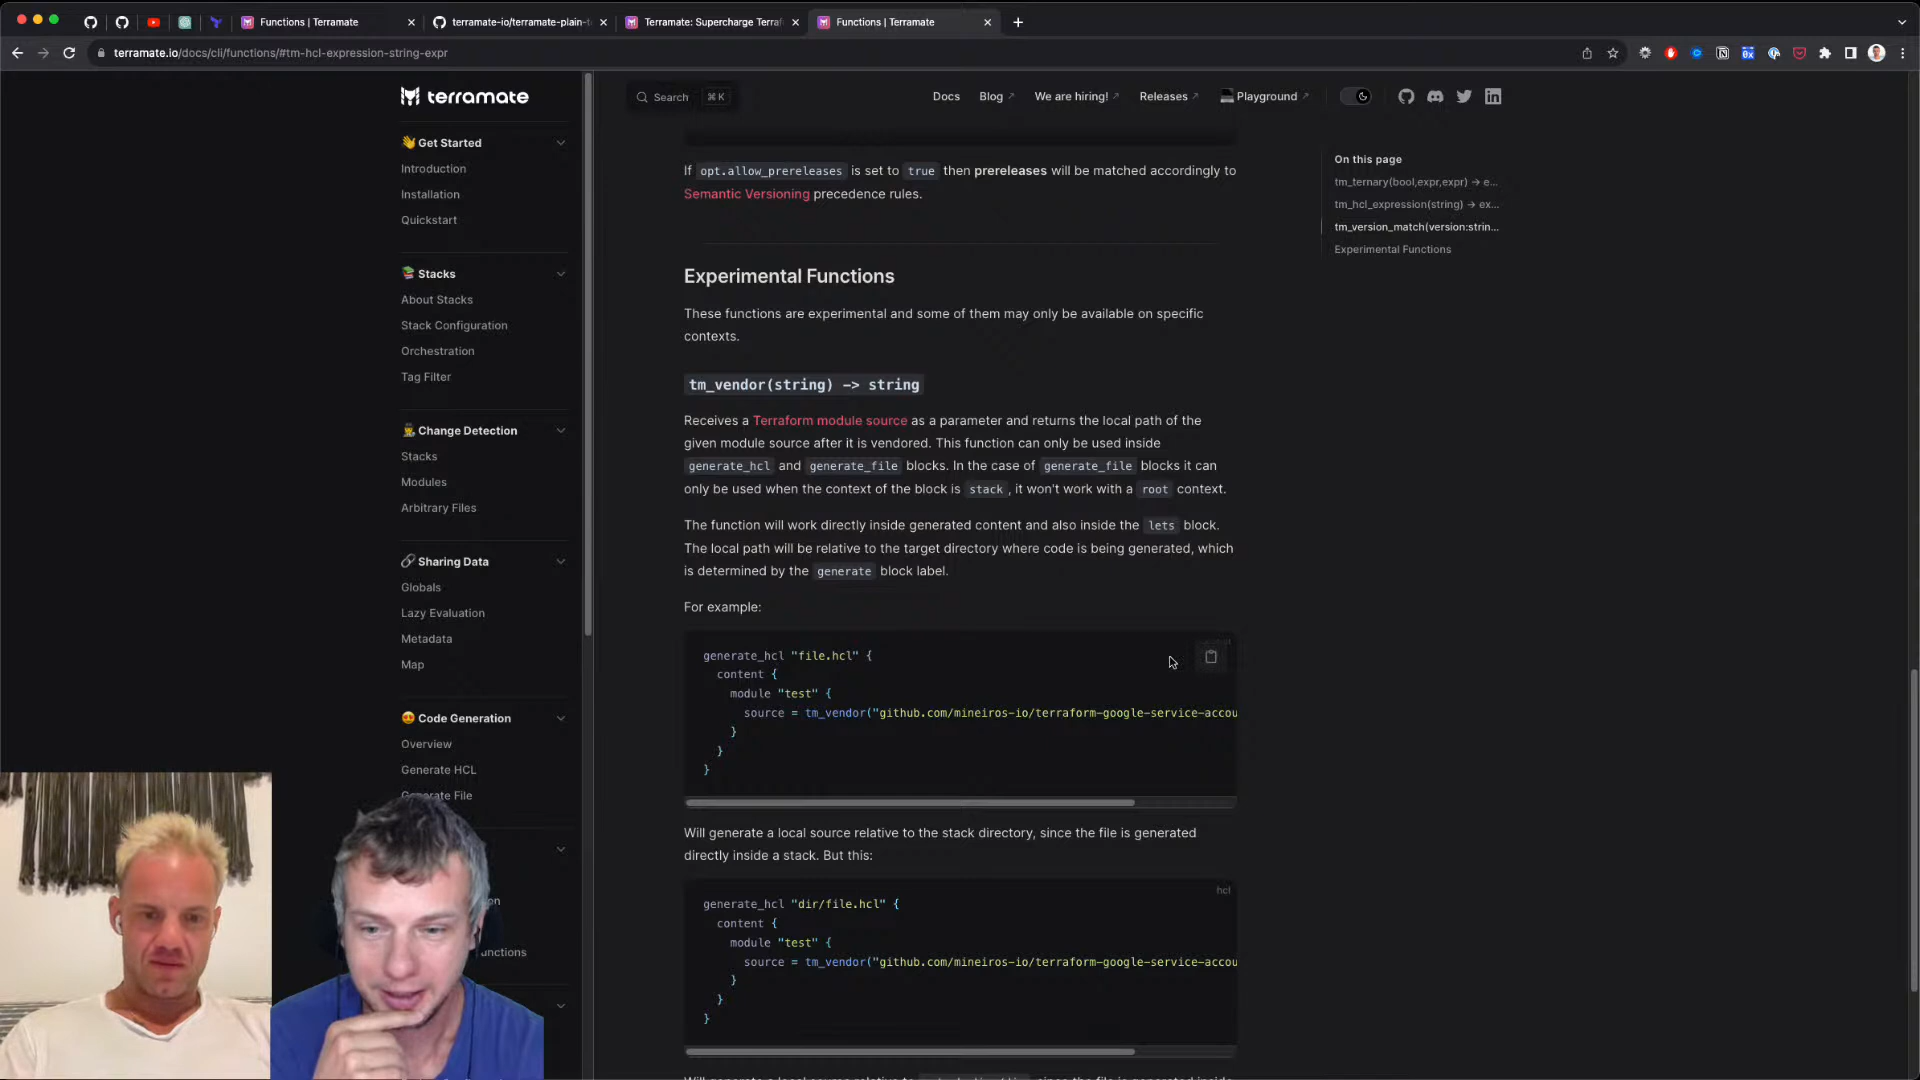 Functions | Terramate
terramate-io/terramate-plain-t
Terramate: Supercharge Terraf
Functions | Terramate
terramate.io/docs/cli/functions/#tm-hcl-expression-string-expr
terramate
Search ⌘K
Docs
Blog
We are hiring!
Releases
Playground
👋 Get Started
Introduction
Installation
Quickstart
📚 Stacks
About Stacks
Stack Configuration
Orchestration
Tag Filter
Change Detection
Stacks
Modules
Arbitrary Files
🔗 Sharing Data
Globals
Lazy Evaluation
Metadata
Map
😍 Code Generation
Overview
Generate HCL
Generate File
If opt.allow_prereleases is set to true then prereleases will be matched accordingly to
Semantic Versioning precedence rules.
Experimental Functions
These functions are experimental and some of them may only be available on specific
contexts.
tm_vendor(string) -> string
Receives a Terraform module source as a parameter and returns the local path of the
given module source after it is vendored. This function can only be used inside
generate_hcl and generate_file blocks. In the case of generate_file blocks it can
only be used when the context of the block is stack, it won't work with a root context.
The function will work directly inside generated content and also inside the lets block.
The local path will be relative to the target directory where code is being generated, which
is determined by the generate block label.
For example:
generate_hcl "file.hcl" {
content {
module "test" {
source = tm_vendor("github.com/mineiros-io/terraform-google-service-accou
}
}
}
Will generate a local source relative to the stack directory, since the file is generated
directly inside a stack. But this:
hcl
generate_hcl "dir/file.hcl" {
content {
module "test" {
source = tm_vendor("github.com/mineiros-io/terraform-google-service-accou
}
}
}
On this page
tm_ternary(bool,expr,expr) -> e...
tm_hcl_expression(string) -> ex...
tm_version_match(version:strin...
Experimental Functions